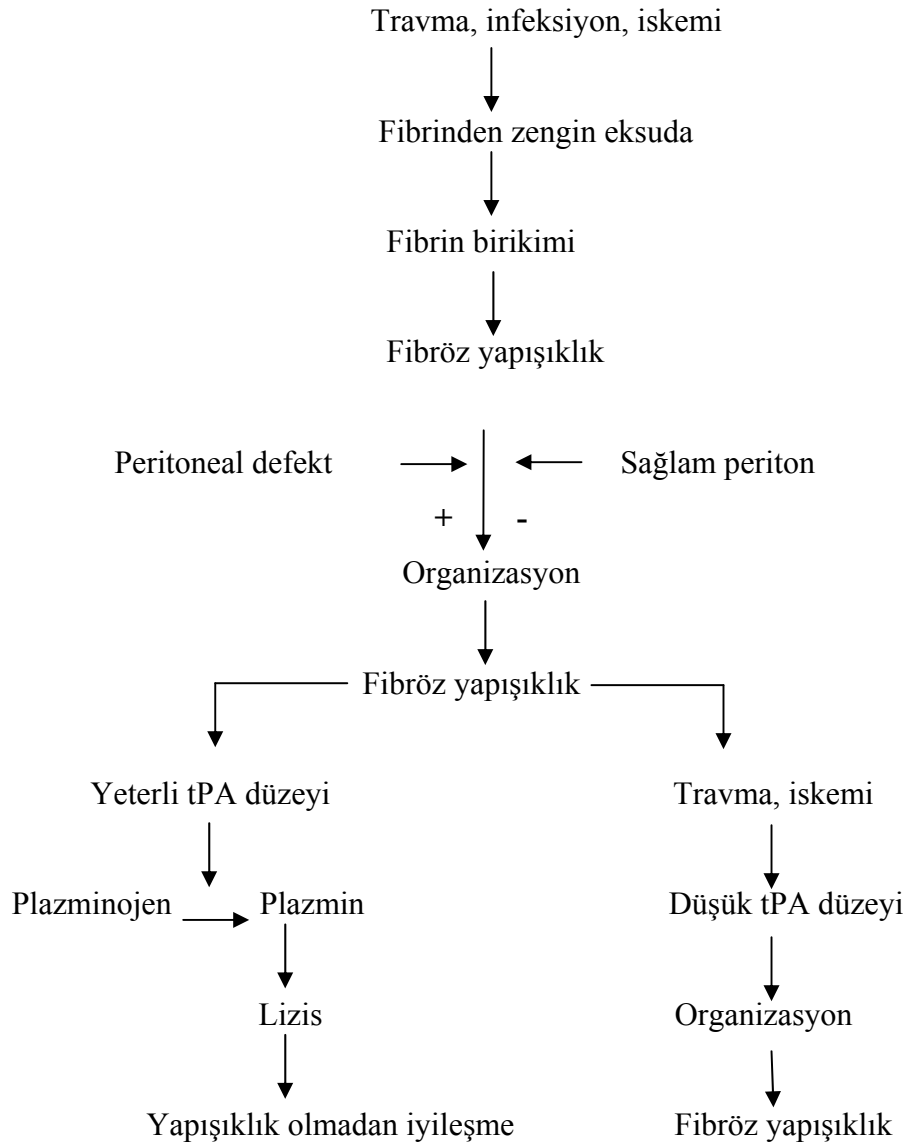 Travma, infeksiyon, iskemi
Fibrinden zengin eksuda
Fibrin birikimi
Fibröz yapışıklık
Peritoneal defekt Sağlam periton
+ -
Organizasyon
Fibröz yapışıklık
Yeterli tPA düzeyi Travma, iskemi
Plazminojen Plazmin Düşük tPA düzeyi
Lizis Organizasyon
Yapışıklık olmadan iyileşme Fibröz yapışıklık